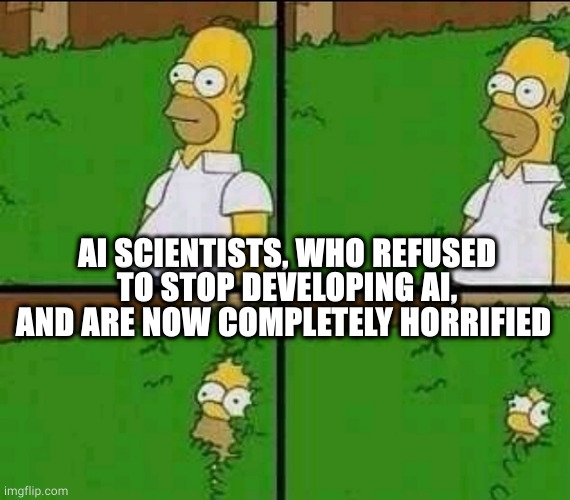 AI SCIENTISTS, WHO REFUSED
TO STOP DEVELOPING AI,
AND ARE NOW COMPLETELY HORRIFIED
imgflip.com